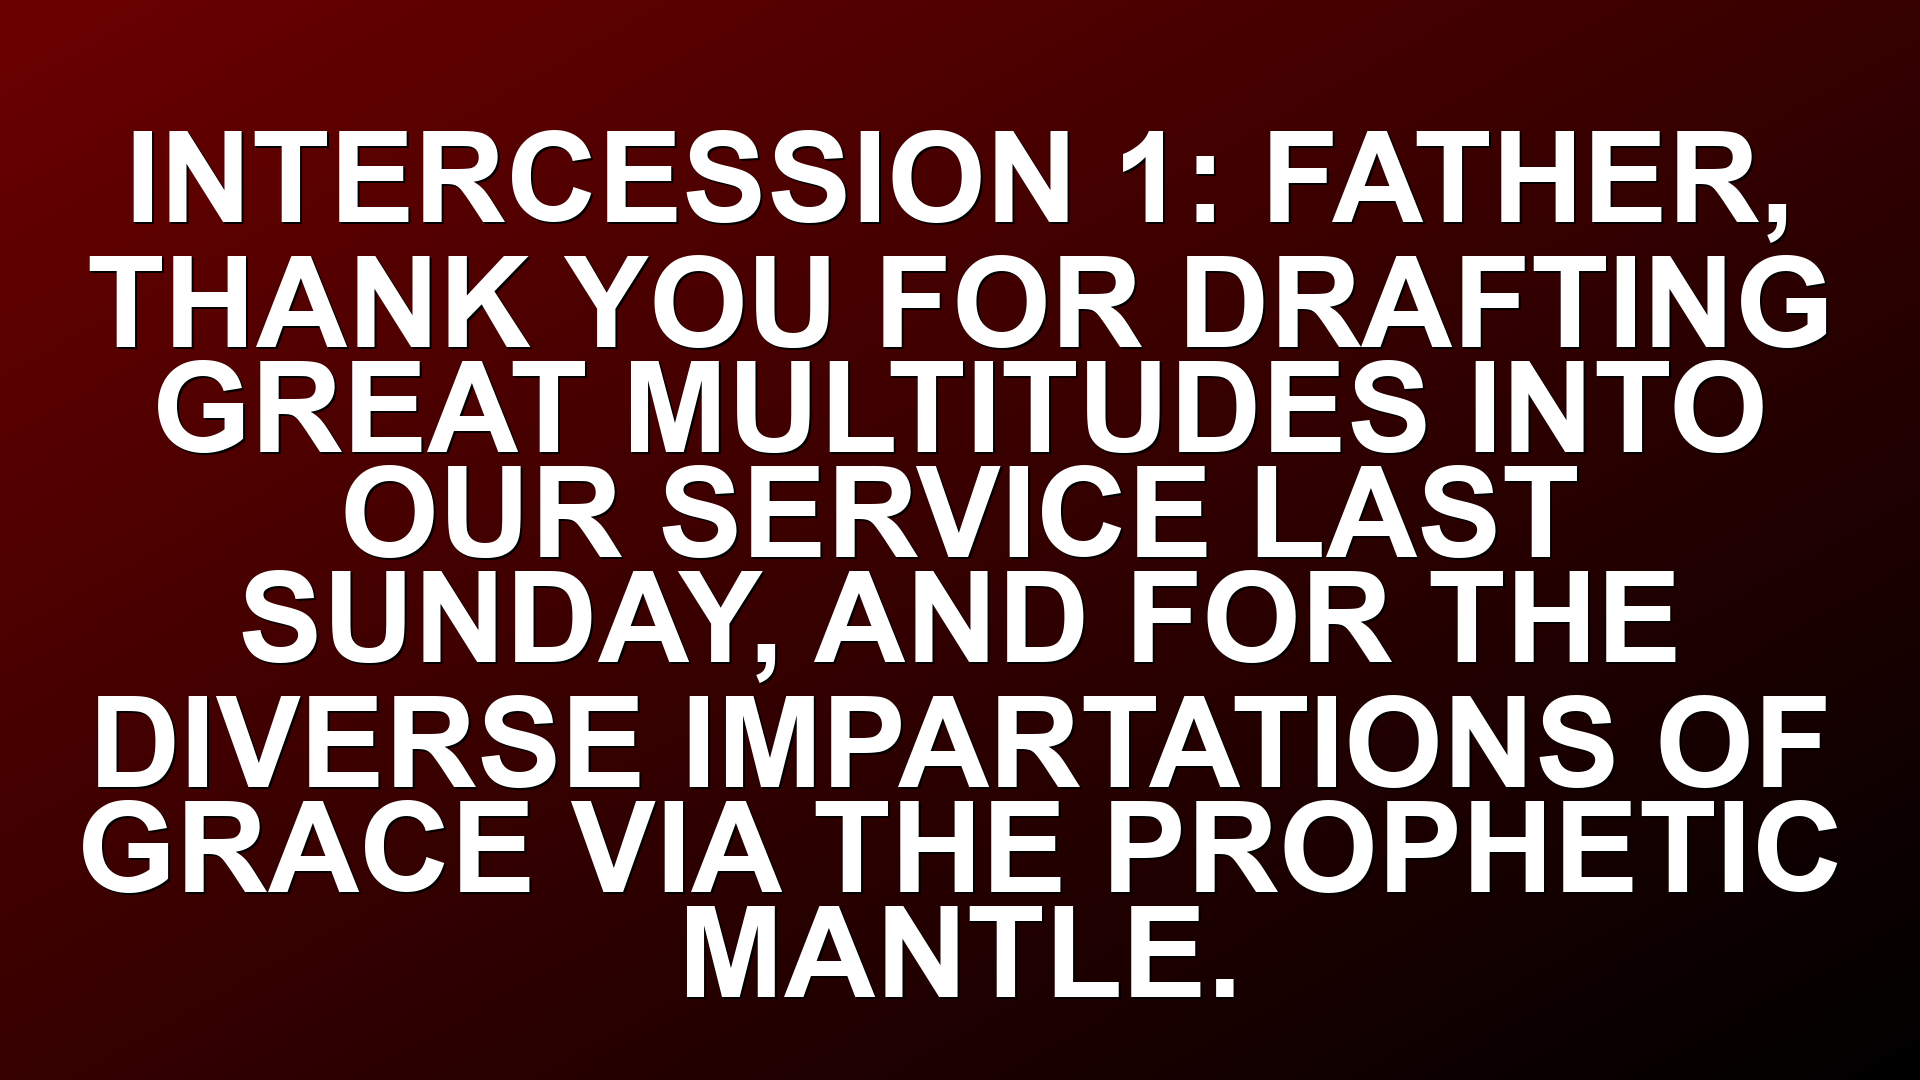 INTERCESSION 1: FATHER,
THANK YOU FOR DRAFTING
GREAT MULTITUDES INTO
OUR SERVICE LAST
SUNDAY, AND FOR THE
DIVERSE IMPARTATIONS OF
GRACE VIA THE PROPHETIC
MANTLE.